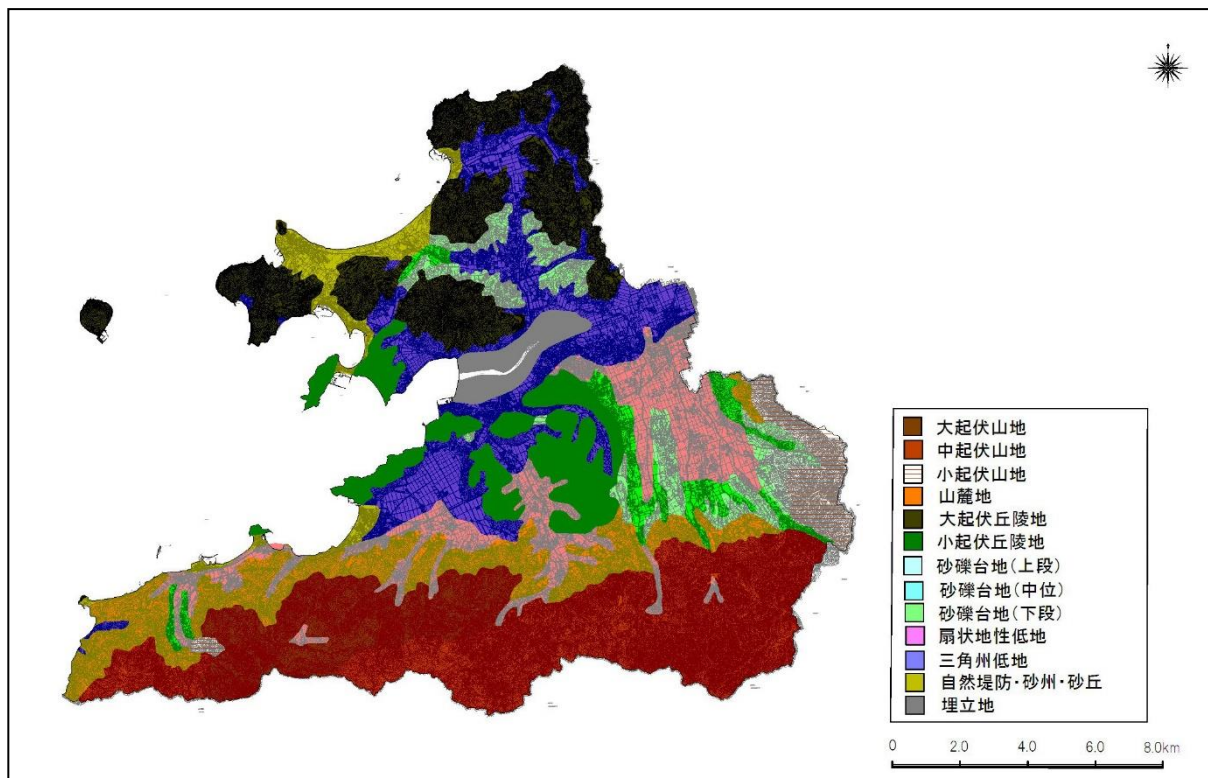 大起伏山地
中起伏山地
小起伏山地
山麓地
大起伏丘陵地
小起伏丘陵地
砂礫台地(上段)
砂礫台地(中位)
砂礫台地(下段)
扇状地性低地
三角州低地
自然堤防・砂州・砂丘
埋立地
0 2.0 4.0 6.0 8.0km